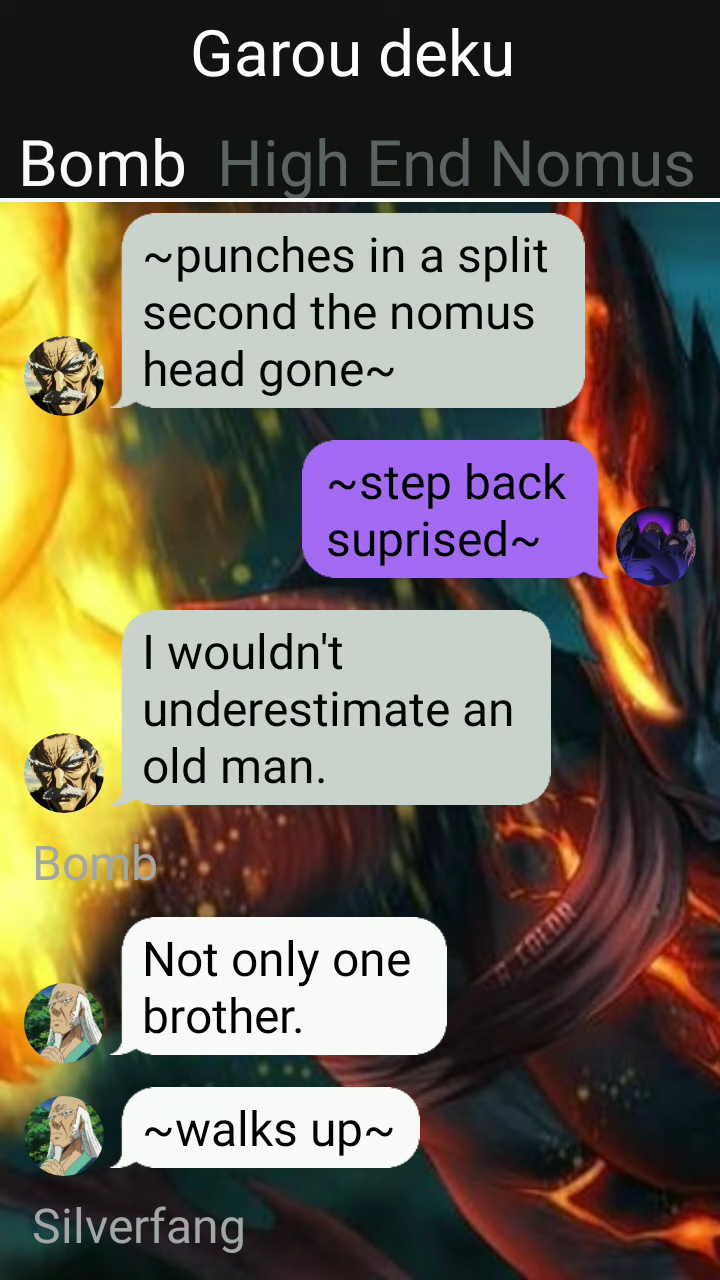 Garou deku
Bomb High End Nomus
~punches in a split
second the nomus
head gone~
~step back
suprised~
I wouldn't
underestimate an
old man.
Bomb
Not only one
brother.
~walks up~
Silverfang